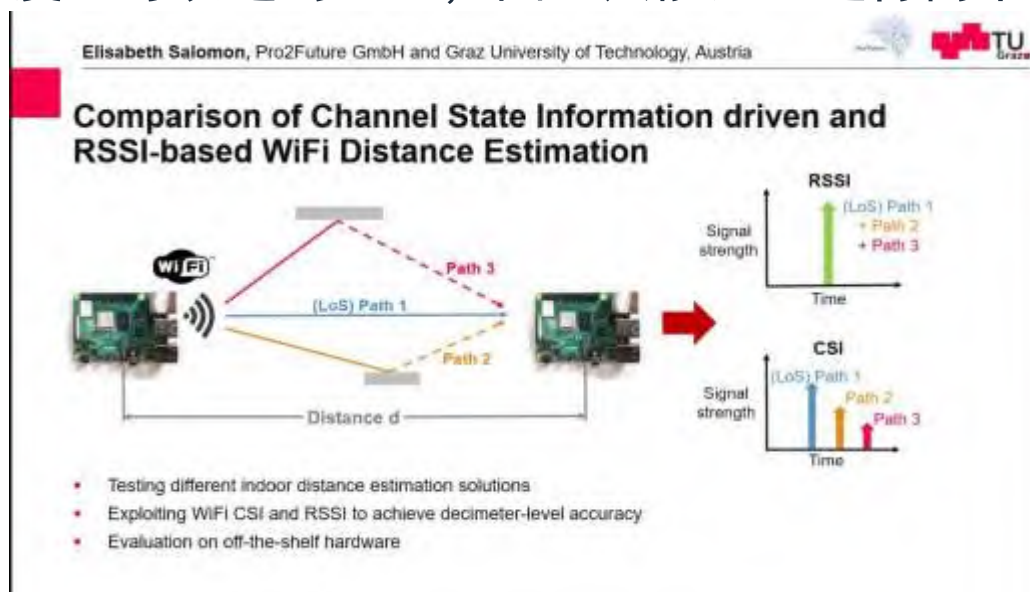 Elisabeth Salomon, Pro2Future GmbH and Graz University of Technology, Austria
TU
Graz
Comparison of Channel State Information driven and
RSSI-based WiFi Distance Estimation
WiFi
Path 3
(LoS) Path 1
Path 2
Distance d
RSSI
Signal
strength
(LoS) Path 1
+ Path 2
+ Path 3
Time
CSI
Signal
strength
(LoS) Path 1
Path 2
Path 3
Time
• Testing different indoor distance estimation solutions
• Exploiting WiFi CSI and RSSI to achieve decimeter-level accuracy
• Evaluation on off-the-shelf hardware